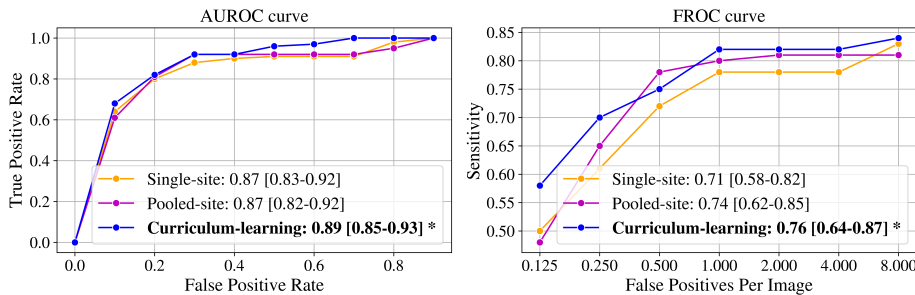 AUROC curve
True Positive Rate
1.0
0.8
0.6
0.4
0.2
0.0
Single-site: 0.87 [0.83-0.92]
Pooled-site: 0.87 [0.82-0.92]
Curriculum-learning: 0.89 [0.85-0.93] *
0.0 0.2 0.4 0.6 0.8
False Positive Rate
FROC curve
Sensitivity
0.85
0.80
0.75
0.70
0.65
0.60
0.55
0.50
Single-site: 0.71 [0.58-0.82]
Pooled-site: 0.74 [0.62-0.85]
Curriculum-learning: 0.76 [0.64-0.87] *
0.125 0.250 0.500 1.000 2.000 4.000 8.000
False Positives Per Image